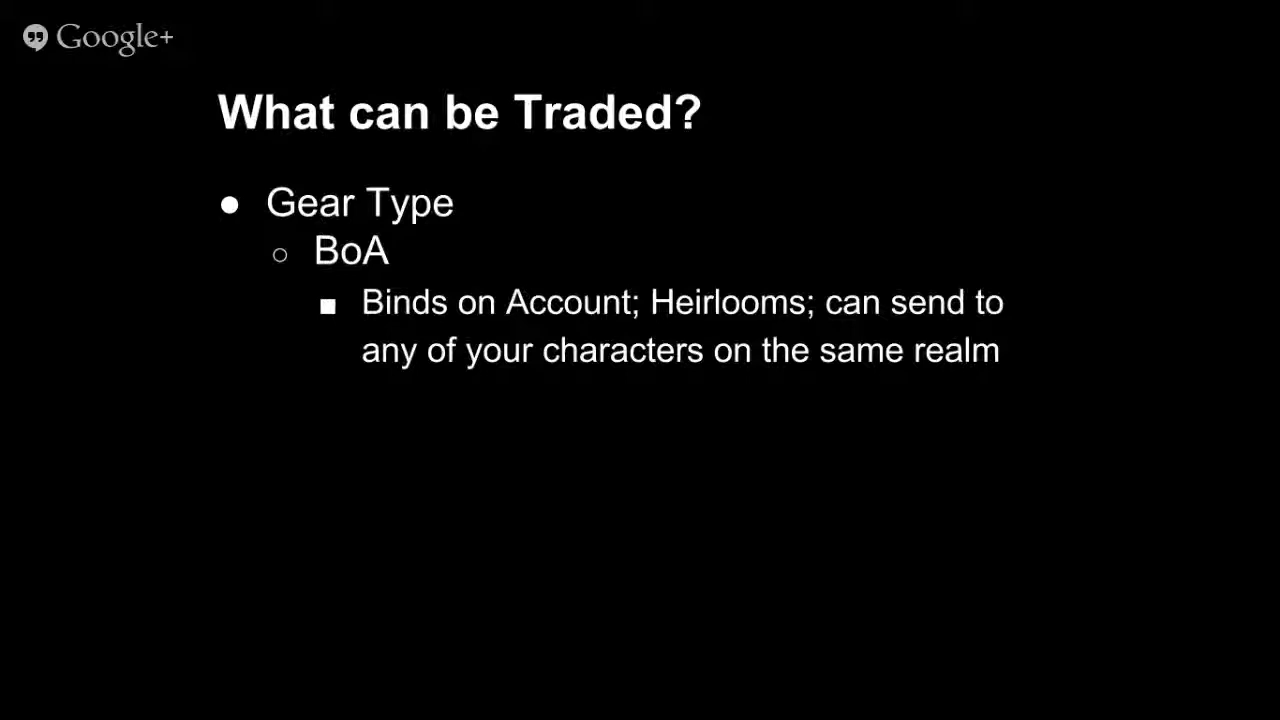 Google+
What can be Traded?
● Gear Type
○ BoA
■ Binds on Account; Heirlooms; can send to
any of your characters on the same realm